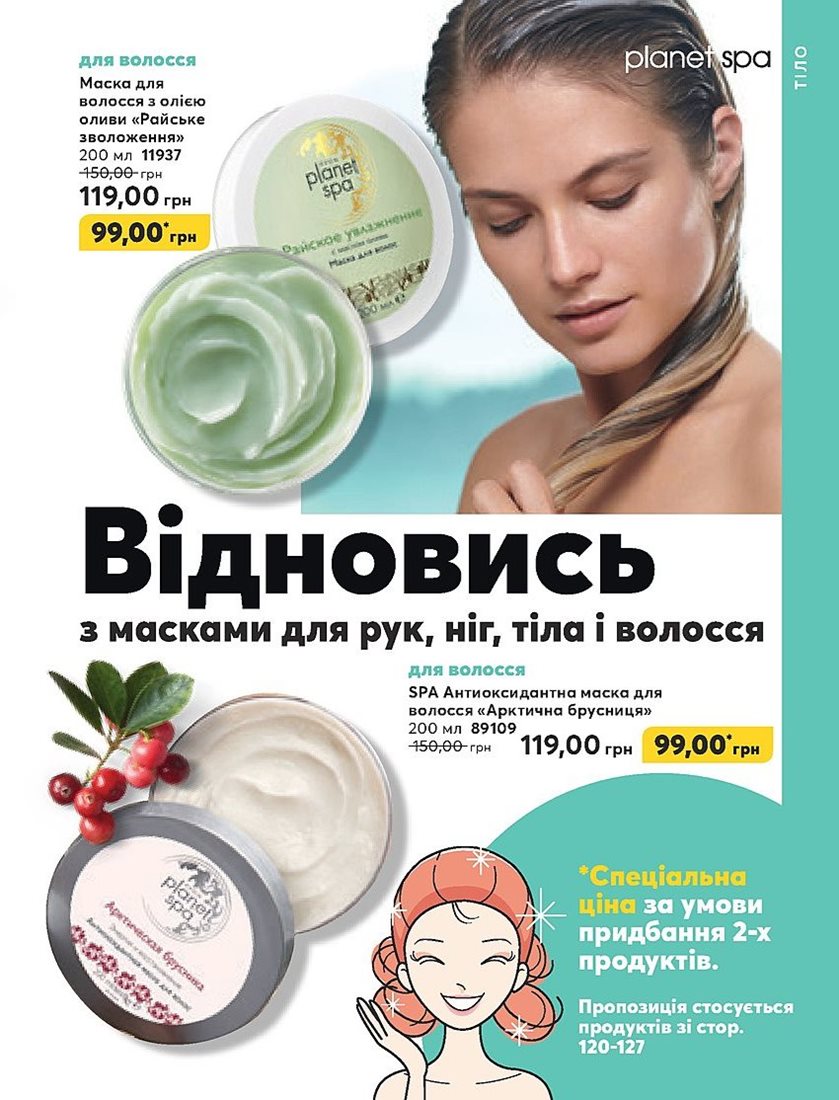 для волосся
Маска для
волосся з олією
оливи «Райське
зволоження»
200 мл 11937
150,00 грн
119,00 грн
99,00* грн
planet spa
ТІЛО
planet
spa
Райское увлажнение
Маска для волос
Відновись
з масками для рук, ніг, тіла і волосся
для волосся
SPA Антиоксидантна маска для
волосся «Арктична брусниця»
200 мл 89109
150,00 грн 119,00 грн 99,00* грн
planet
spa
Арктическая брусника
*Спеціальна
ціна за умови
придбання 2-х
продуктів.
Пропозиція стосується
продуктів зі стор.
120-127